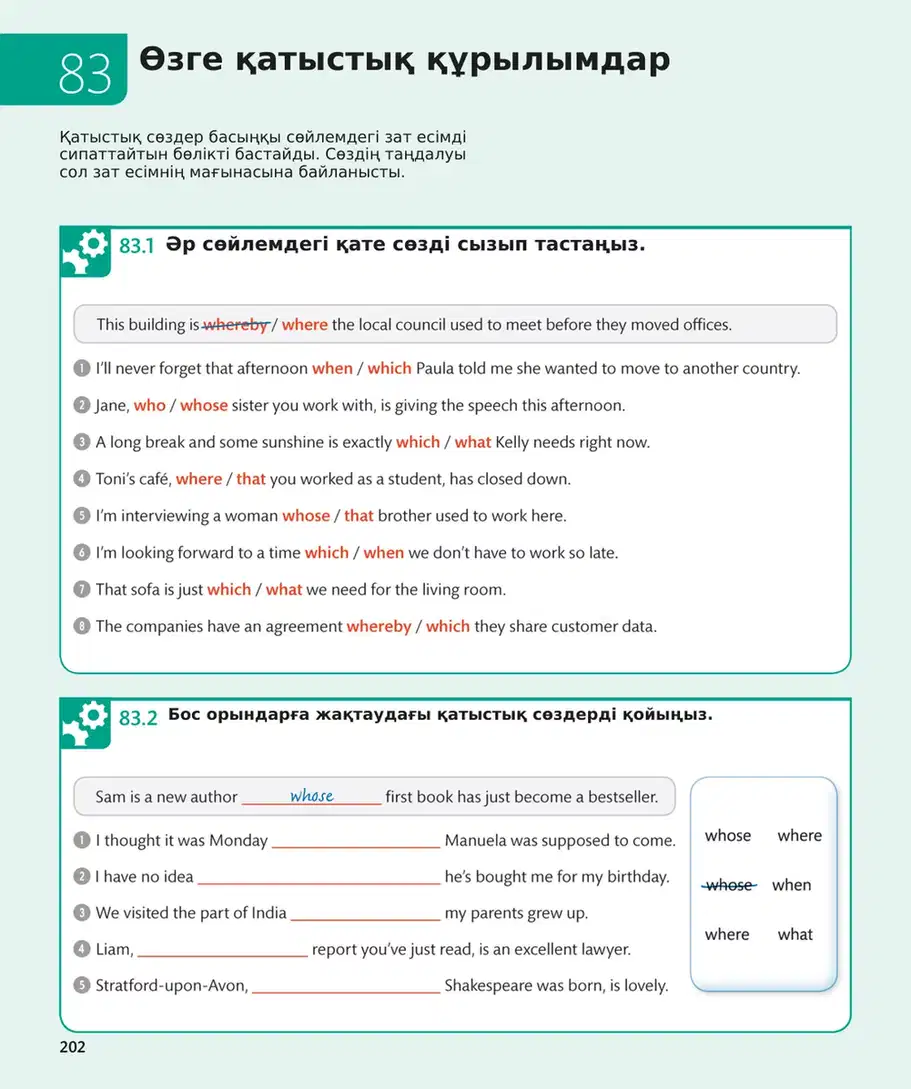 83
Өзге қатыстық құрылымдар
Қатыстық сөздер басыңқы сөйлемдегі зат есімді
сипаттайтын бөлікті бастайды. Сөздің таңдалуы
сол зат есімнің мағынасына байланысты.
83.1 Әр сөйлемдегі қате сөзді сызып тастаңыз.
This building is whereby / where the local council used to meet before they moved offices.
1 I'll never forget that afternoon when / which Paula told me she wanted to move to another country.
2 Jane, who / whose sister you work with, is giving the speech this afternoon.
3 A long break and some sunshine is exactly which / what Kelly needs right now.
4 Toni's café, where / that you worked as a student, has closed down.
5 I'm interviewing a woman whose / that brother used to work here.
6 I'm looking forward to a time which / when we don't have to work so late.
7 That sofa is just which / what we need for the living room.
8 The companies have an agreement whereby / which they share customer data.
83.2 Бос орындарға жақтаудағы қатыстық сөздерді қойыңыз.
Sam is a new author whose first book has just become a bestseller.
1 I thought it was Monday ____ Manuela was supposed to come.
2 I have no idea ____ he's bought me for my birthday.
3 We visited the part of India ____ my parents grew up.
4 Liam, ____ report you've just read, is an excellent lawyer.
5 Stratford-upon-Avon, ____ Shakespeare was born, is lovely.
whose where
whose when
where what
202